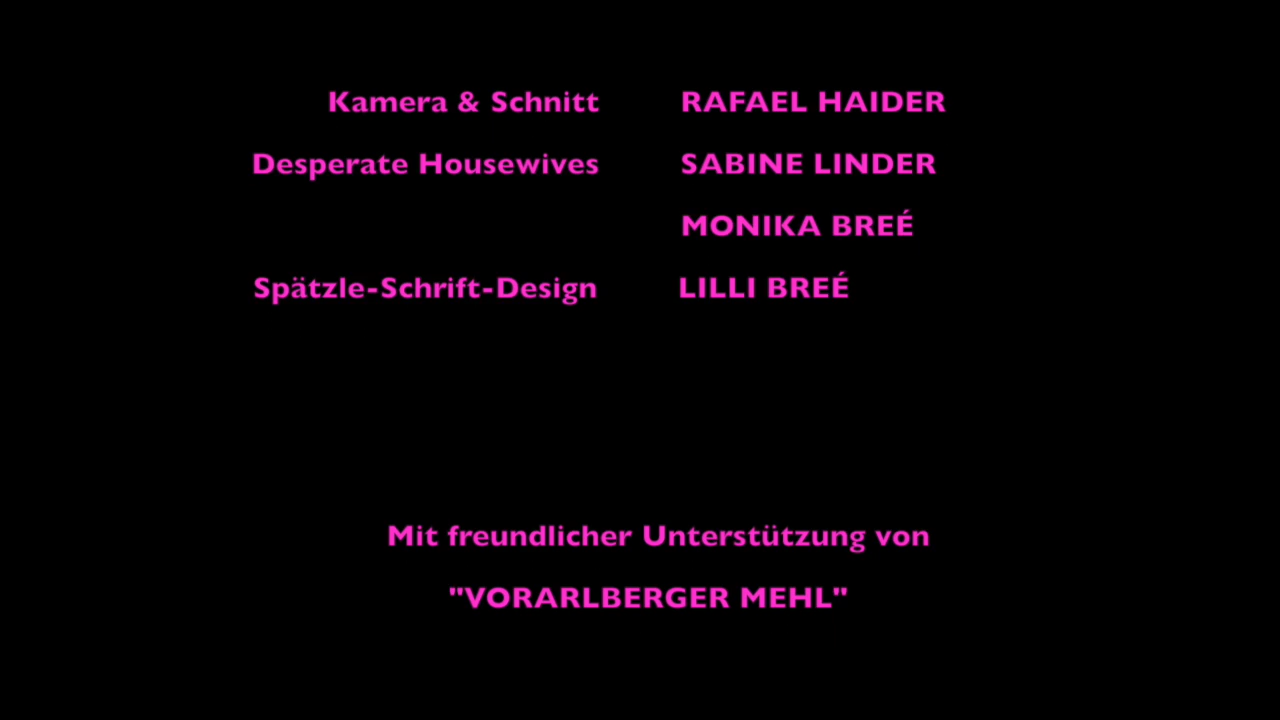 Kamera & Schnitt RAFAEL HAIDER
Desperate Housewives SABINE LINDER
MONIKA BREÉ
Spätzle-Schrift-Design LILLI BREÉ
Mit freundlicher Unterstützung von
"VORARLBERGER MEHL"